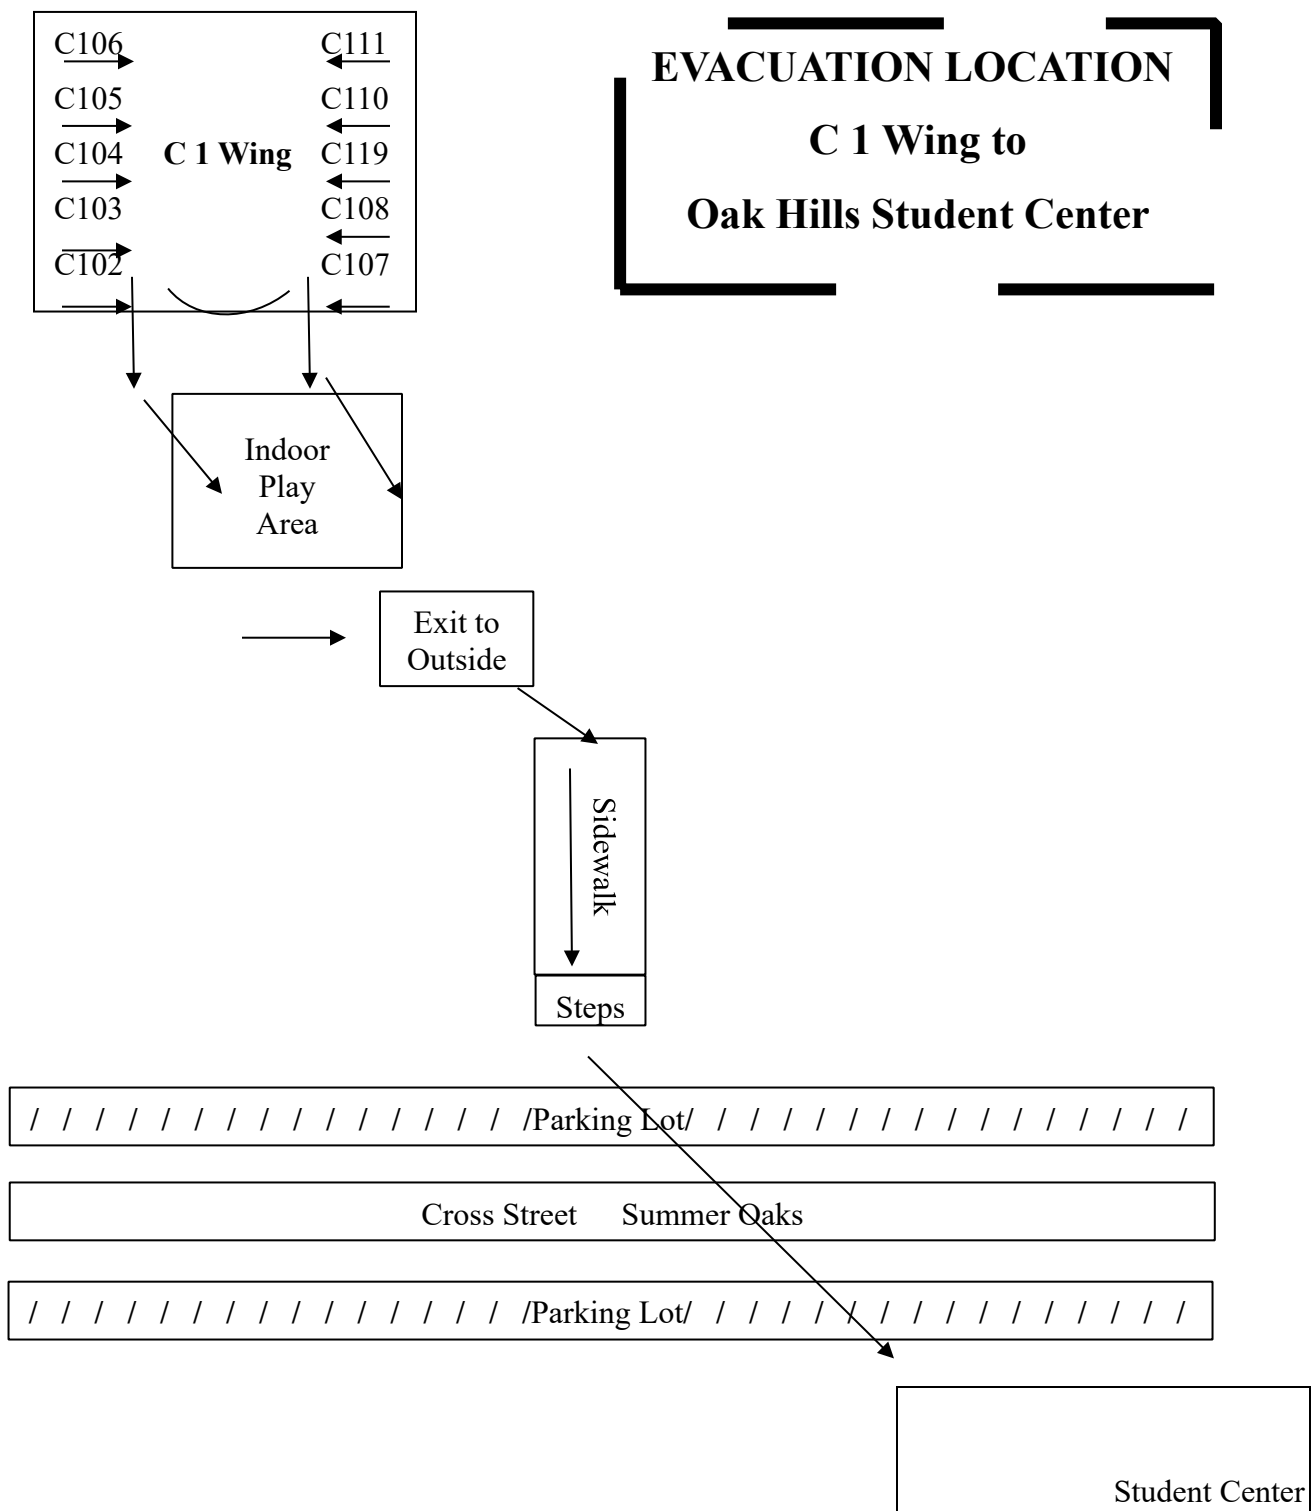 C106 C111
C105 C110
C104 C 1 Wing C119
C103 C108
C102 C107
EVACUATION LOCATION
C 1 Wing to
Oak Hills Student Center
Indoor
Play
Area
Exit to
Outside
Sidewalk
Steps
/ / / / / / / / / / / / / / / /Parking Lot/ / / / / / / / / / / / / / / /
Cross Street Summer Oaks
/ / / / / / / / / / / / / / / /Parking Lot/ / / / / / / / / / / / / / / /
Student Center